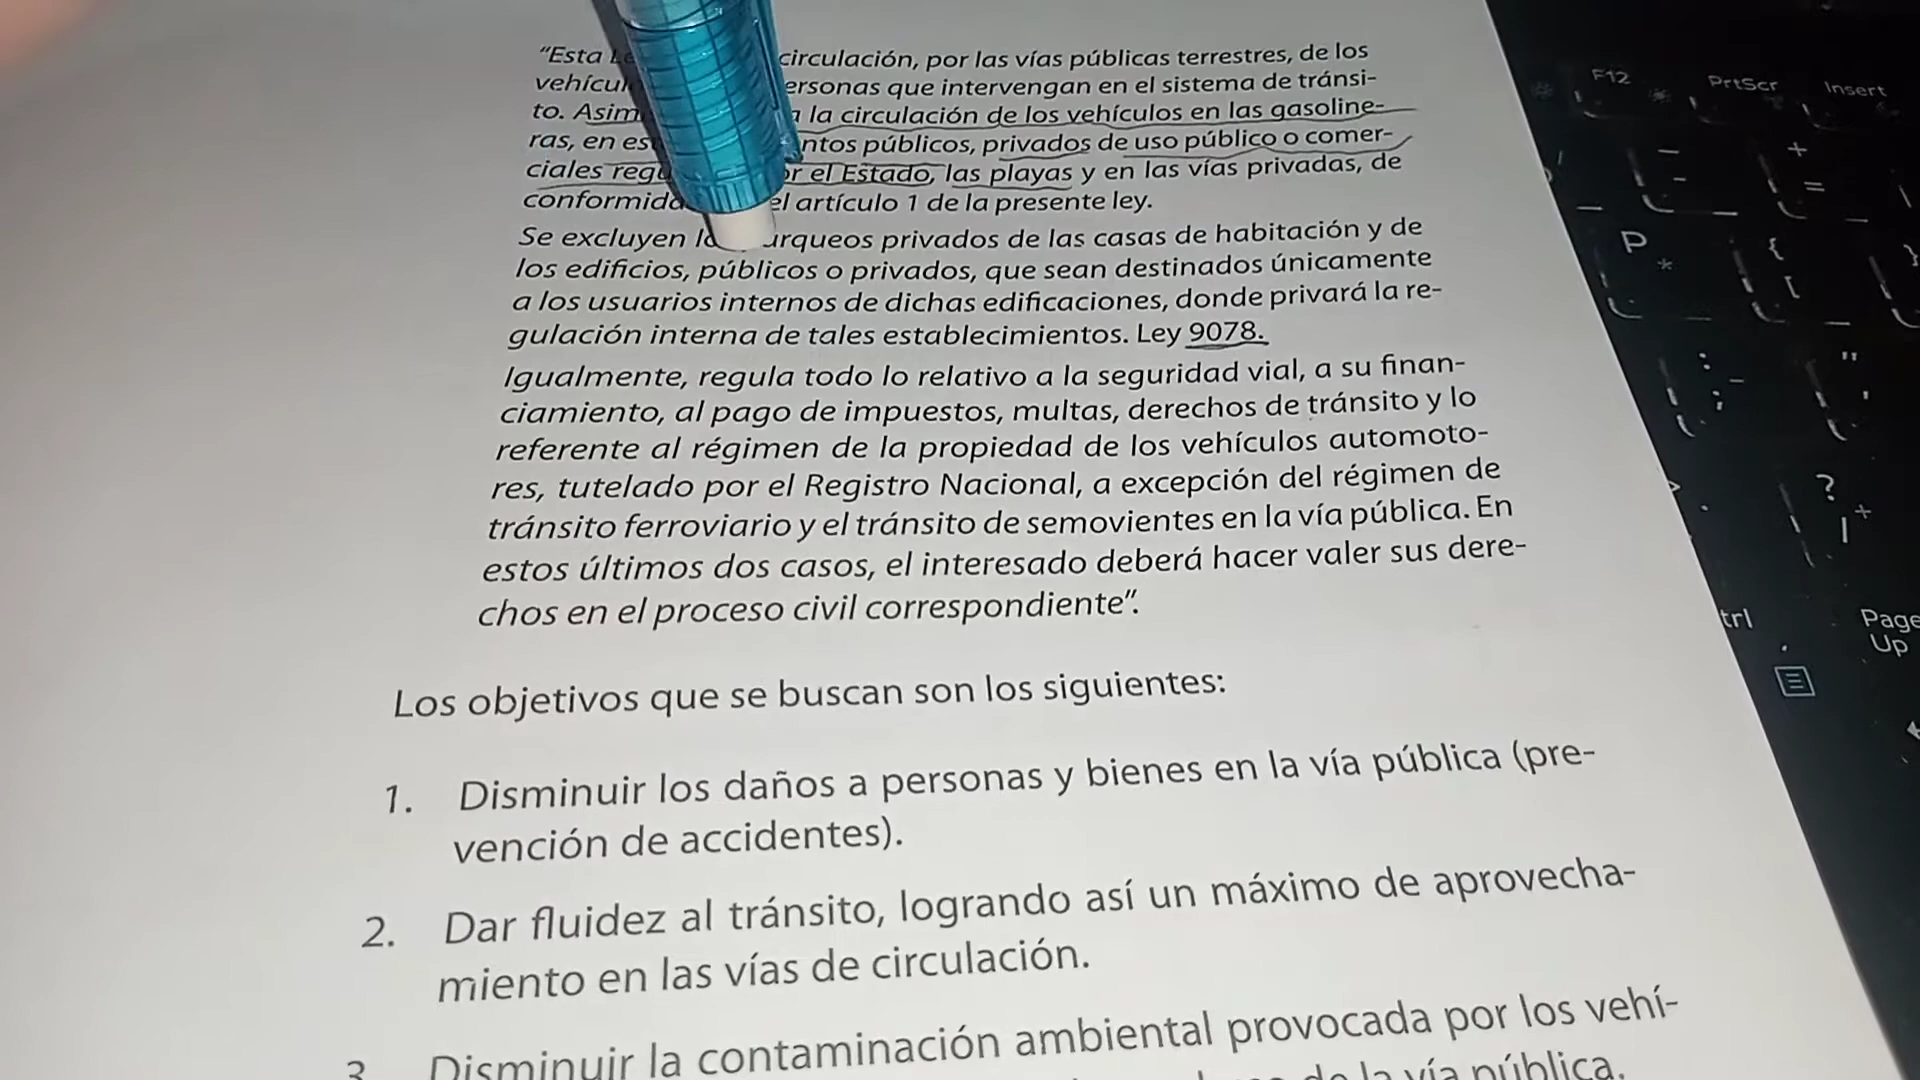 "Esta circulación, por las vías públicas terrestres, de los
que intervengan en el sistema de tránsi-
to. la circulación de los vehículos en las gasoline-
ras, en públicos, privados de uso público o comer-
ciales el Estado, las playas y en las vías privadas, de
el artículo 1 de la presente ley.
Se excluyen privados de las casas de habitación y de
los edificios, públicos o privados, que sean destinados únicamente
a los usuarios internos de dichas edificaciones, donde privará la re-
gulación interna de tales establecimientos. Ley 9078.
Igualmente, regula todo lo relativo a la seguridad vial, a su finan-
ciamiento, al pago de impuestos, multas, derechos de tránsito y lo
referente al régimen de la propiedad de los vehículos automoto-
res, tutelado por el Registro Nacional, a excepción del régimen de
tránsito ferroviario y el tránsito de semovientes en la vía pública. En
estos últimos dos casos, el interesado deberá hacer valer sus dere-
chos en el proceso civil correspondiente".
Los objetivos que se buscan son los siguientes:
1. Disminuir los daños a personas y bienes en la vía pública (pre-
vención de accidentes).
2. Dar fluidez al tránsito, logrando así un máximo de aprovecha-
miento en las vías de circulación.
3 Disminuir la contaminación ambiental provocada por los vehí-
de la vía pública.
F12 PrtScr Insert
P
Page
Up